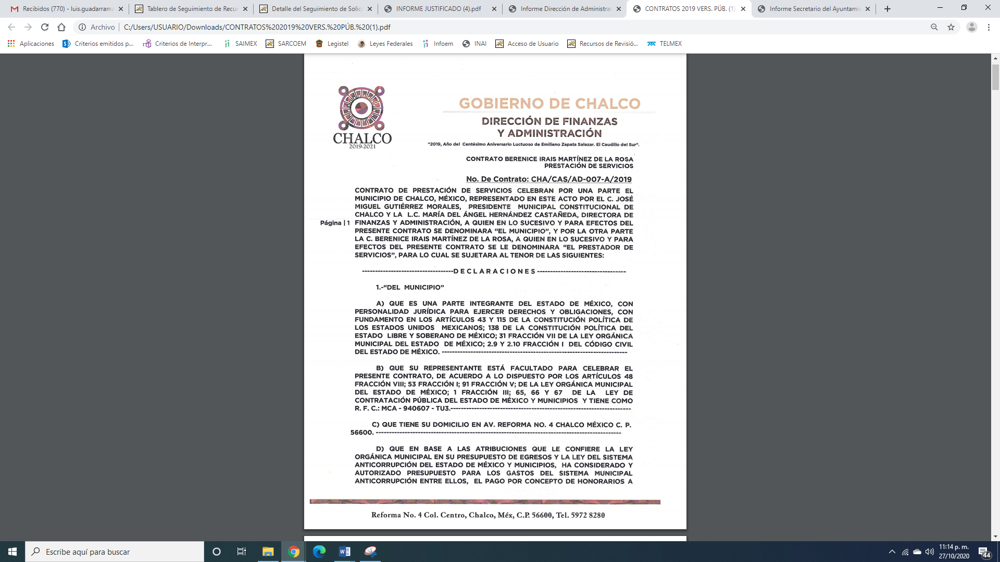 Recibidos (770) - luis.guadarrama
Tablero de Seguimiento de Recur
Detalle del Seguimiento de Solici
INFORME JUSTIFICADO (4).pdf
Informe Dirección de Administra
CONTRATOS 2019 VERS. PÚB. (1)
Informe Secretario del Ayuntamie
Archivo | C:/Users/USUARIO/Downloads/CONTRATOS%202019%20VERS.%20PÚB.%20(1).pdf
Aplicaciones Criterios emitidos p... Criterios de Interpr... SAIMEX SARCOEM Legistel Leyes Federales Infoem INAI Acceso de Usuario Recursos de Revisió... TELMEX
CHALCO
2019-2021
GOBIERNO DE CHALCO
DIRECCIÓN DE FINANZAS
Y ADMINISTRACIÓN
"2019, Año del Centésimo Aniversario Luctuoso de Emiliano Zapata Salazar. El Caudillo del Sur".
CONTRATO BERENICE IRAIS MARTÍNEZ DE LA ROSA
PRESTACIÓN DE SERVICIOS
No. De Contrato: CHA/CAS/AD-007-A/2019
CONTRATO DE PRESTACIÓN DE SERVICIOS CELEBRAN POR UNA PARTE EL
MUNICIPIO DE CHALCO, MÉXICO, REPRESENTADO EN ESTE ACTO POR EL C. JOSÉ
MIGUEL GUTIÉRREZ MORALES, PRESIDENTE MUNICIPAL CONSTITUCIONAL DE
CHALCO Y LA L.C. MARÍA DEL ÁNGEL HERNÁNDEZ CASTAÑEDA, DIRECTORA DE
Página | 1 FINANZAS Y ADMINISTRACIÓN, A QUIEN EN LO SUCESIVO Y PARA EFECTOS DEL
PRESENTE CONTRATO SE DENOMINARA "EL MUNICIPIO", Y POR LA OTRA PARTE
LA C. BERENICE IRAIS MARTÍNEZ DE LA ROSA, A QUIEN EN LO SUCESIVO Y PARA
EFECTOS DEL PRESENTE CONTRATO SE LE DENOMINARA "EL PRESTADOR DE
SERVICIOS", PARA LO CUAL SE SUJETARA AL TENOR DE LAS SIGUIENTES:
-----------------------------------D E C L A R A C I O N E S ----------------------------------
1.-"DEL MUNICIPIO"
A) QUE ES UNA PARTE INTEGRANTE DEL ESTADO DE MÉXICO, CON
PERSONALIDAD JURÍDICA PARA EJERCER DERECHOS Y OBLIGACIONES, CON
FUNDAMENTO EN LOS ARTÍCULOS 43 Y 115 DE LA CONSTITUCIÓN POLÍTICA DE
LOS ESTADOS UNIDOS MEXICANOS; 138 DE LA CONSTITUCIÓN POLÍTICA DEL
ESTADO LIBRE Y SOBERANO DE MÉXICO; 31 FRACCIÓN VII DE LA LEY ORGÁNICA
MUNICIPAL DEL ESTADO DE MÉXICO; 2.9 Y 2.10 FRACCIÓN I DEL CÓDIGO CIVIL
DEL ESTADO DE MÉXICO. -----------------------------------------------------------------------
B) QUE SU REPRESENTANTE ESTÁ FACULTADO PARA CELEBRAR EL
PRESENTE CONTRATO, DE ACUERDO A LO DISPUESTO POR LOS ARTÍCULOS 48
FRACCIÓN VIII; 53 FRACCIÓN I; 91 FRACCIÓN V; DE LA LEY ORGÁNICA MUNICIPAL
DEL ESTADO DE MÉXICO; 1 FRACCIÓN III; 65, 66 Y 67 DE LA LEY DE
CONTRATACIÓN PÚBLICA DEL ESTADO DE MÉXICO Y MUNICIPIOS Y TIENE COMO
R. F. C.: MCA - 940607 - TU3.---------------------------------------------------------------------
C) QUE TIENE SU DOMICILIO EN AV. REFORMA NO. 4 CHALCO MÉXICO C. P.
56600. ----------------------------------------------------------------------------------------------
D) QUE EN BASE A LAS ATRIBUCIONES QUE LE CONFIERE LA LEY
ORGÁNICA MUNICIPAL EN SU PRESUPUESTO DE EGRESOS Y LA LEY DEL SISTEMA
ANTICORRUPCIÓN DEL ESTADO DE MÉXICO Y MUNICIPIOS, HA CONSIDERADO Y
AUTORIZADO PRESUPUESTO PARA LOS GASTOS DEL SISTEMA MUNICIPAL
ANTICORRUPCIÓN ENTRE ELLOS, EL PAGO POR CONCEPTO DE HONORARIOS A
Reforma No. 4 Col. Centro, Chalco, Méx, C.P. 56600, Tel. 5972 8280
Escribe aquí para buscar
11:14 p. m.
27/10/2020
44